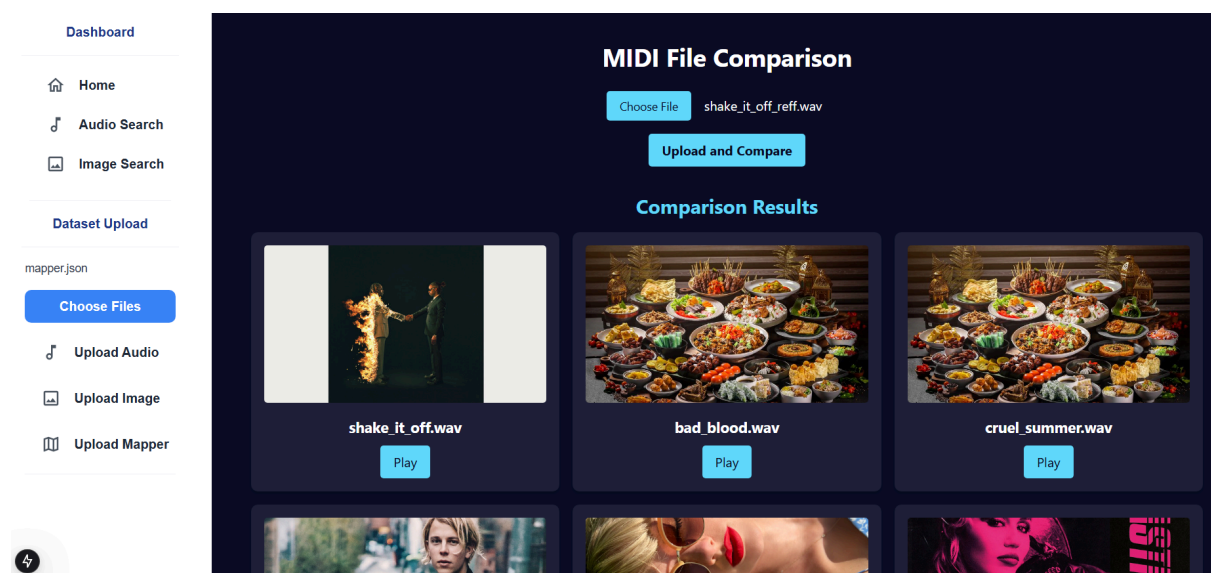 Dashboard
Home
Audio Search
Image Search
Dataset Upload
mapper.json
Choose Files
Upload Audio
Upload Image
Upload Mapper
MIDI File Comparison
Choose File shake_it_off_reff.wav
Upload and Compare
Comparison Results
shake_it_off.wav
Play
bad_blood.wav
Play
cruel_summer.wav
Play